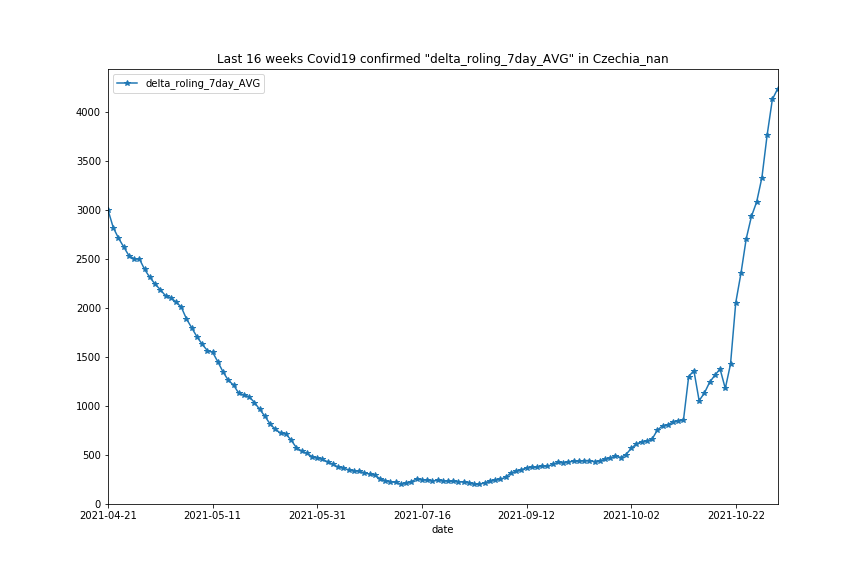 Last 16 weeks Covid19 confirmed "delta_roling_7day_AVG" in Czechia_nan
delta_roling_7day_AVG
4000
3500
3000
2500
2000
1500
1000
500
0
2021-04-21 2021-05-11 2021-05-31 2021-07-16 2021-09-12 2021-10-02 2021-10-22
date